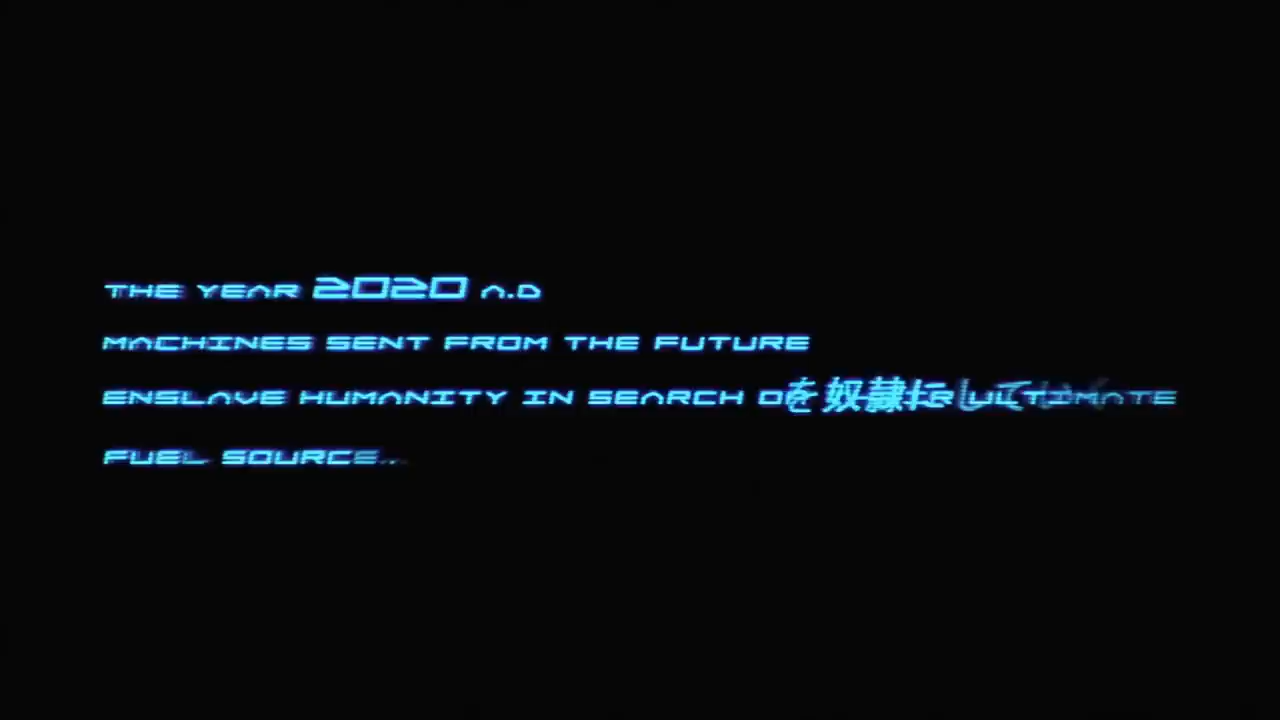 THE YEAR 2020 A.D
MACHINES SENT FROM THE FUTURE
ENSLAVE HUMANITY IN SEARCH を奴隷にして ULTIMATE
FUEL SOURCE...